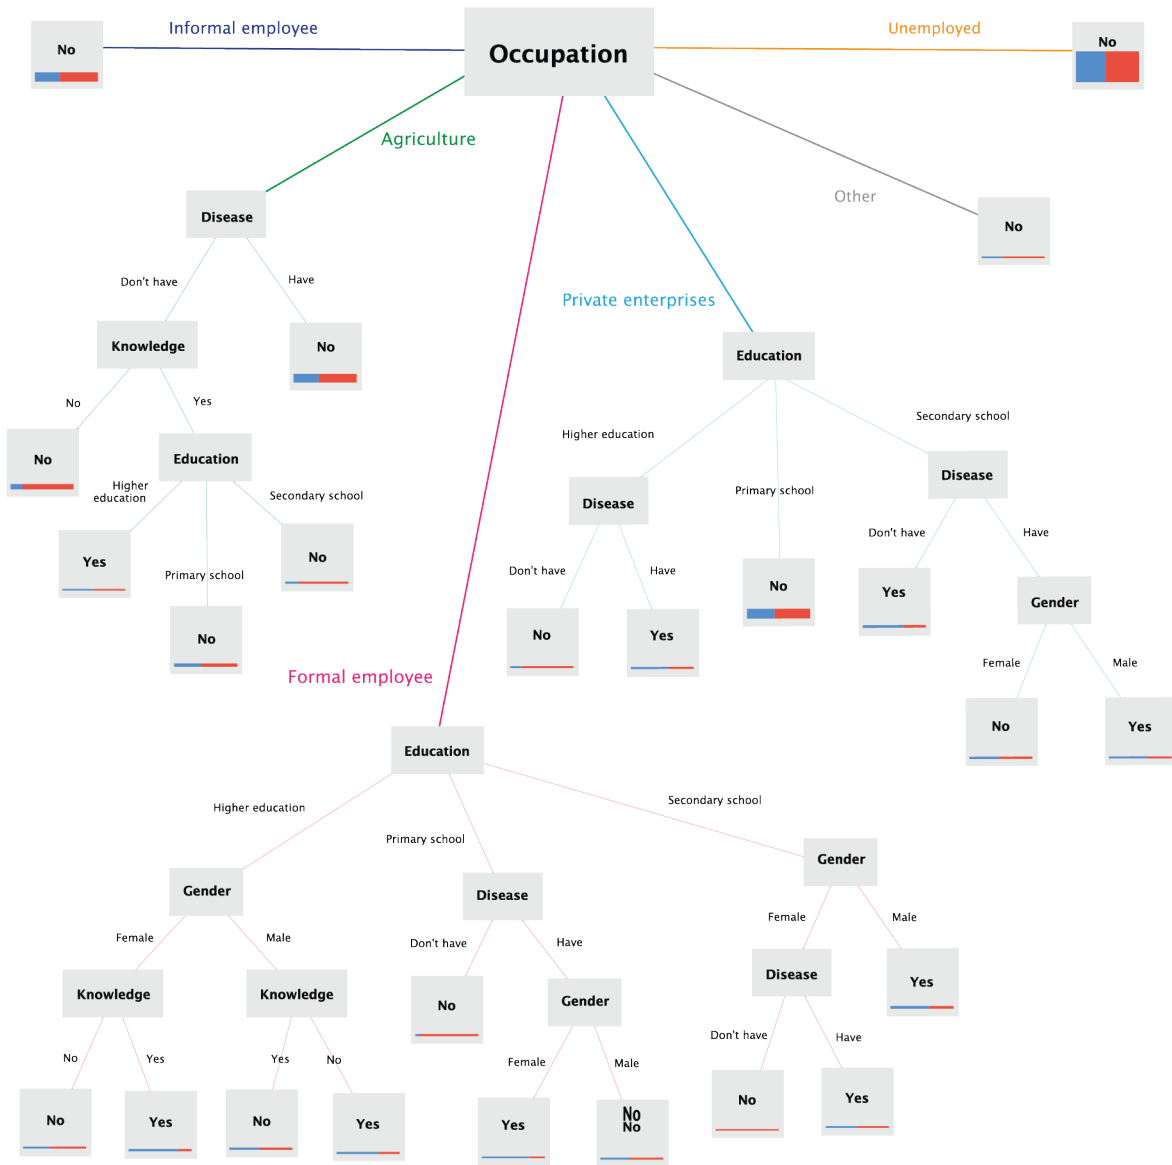 Informal employee
Unemployed
No
Occupation
No
Agriculture
Other
Disease
No
Don't have
Have
Private enterprises
Knowledge
No
Education
No
Yes
Secondary school
Higher education
No
Education
Disease
Higher
education
Secondary school
Primary school
Disease
Don't have
Have
Yes
No
Don't have
Have
No
Yes
Primary school
Gender
No
No
Yes
Female
Male
Formal employee
No
Yes
Education
Secondary school
Higher education
Primary school
Gender
Gender
Disease
Female
Male
Female
Male
Don't have
Have
Disease
Yes
Knowledge
Knowledge
No
Gender
Don't have
Have
No
Yes
Yes
No
Female
Male
No
Yes
No
Yes
No
Yes
Yes
No
No